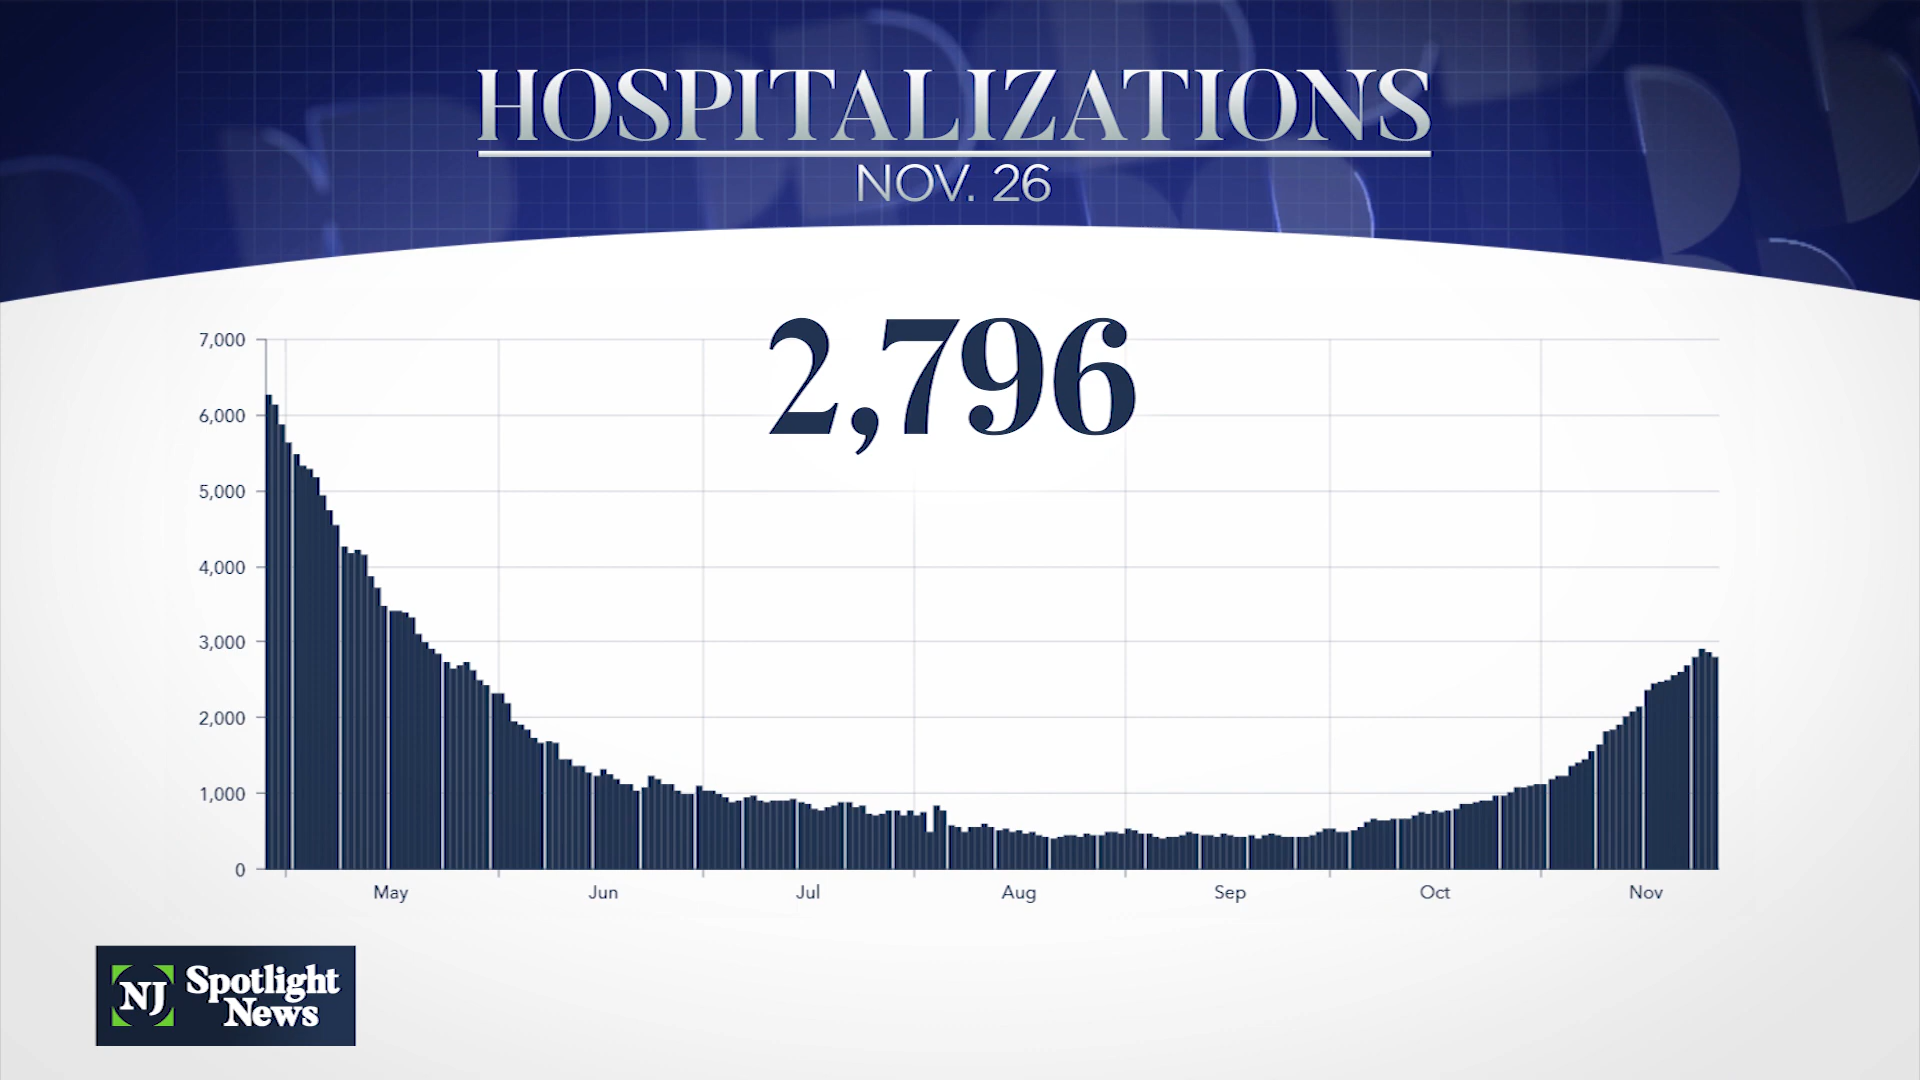 HOSPITALIZATIONS
NOV. 26
2,796
7,000
6,000
5,000
4,000
3,000
2,000
1,000
0
May Jun Jul Aug Sep Oct Nov
NJ Spotlight
News